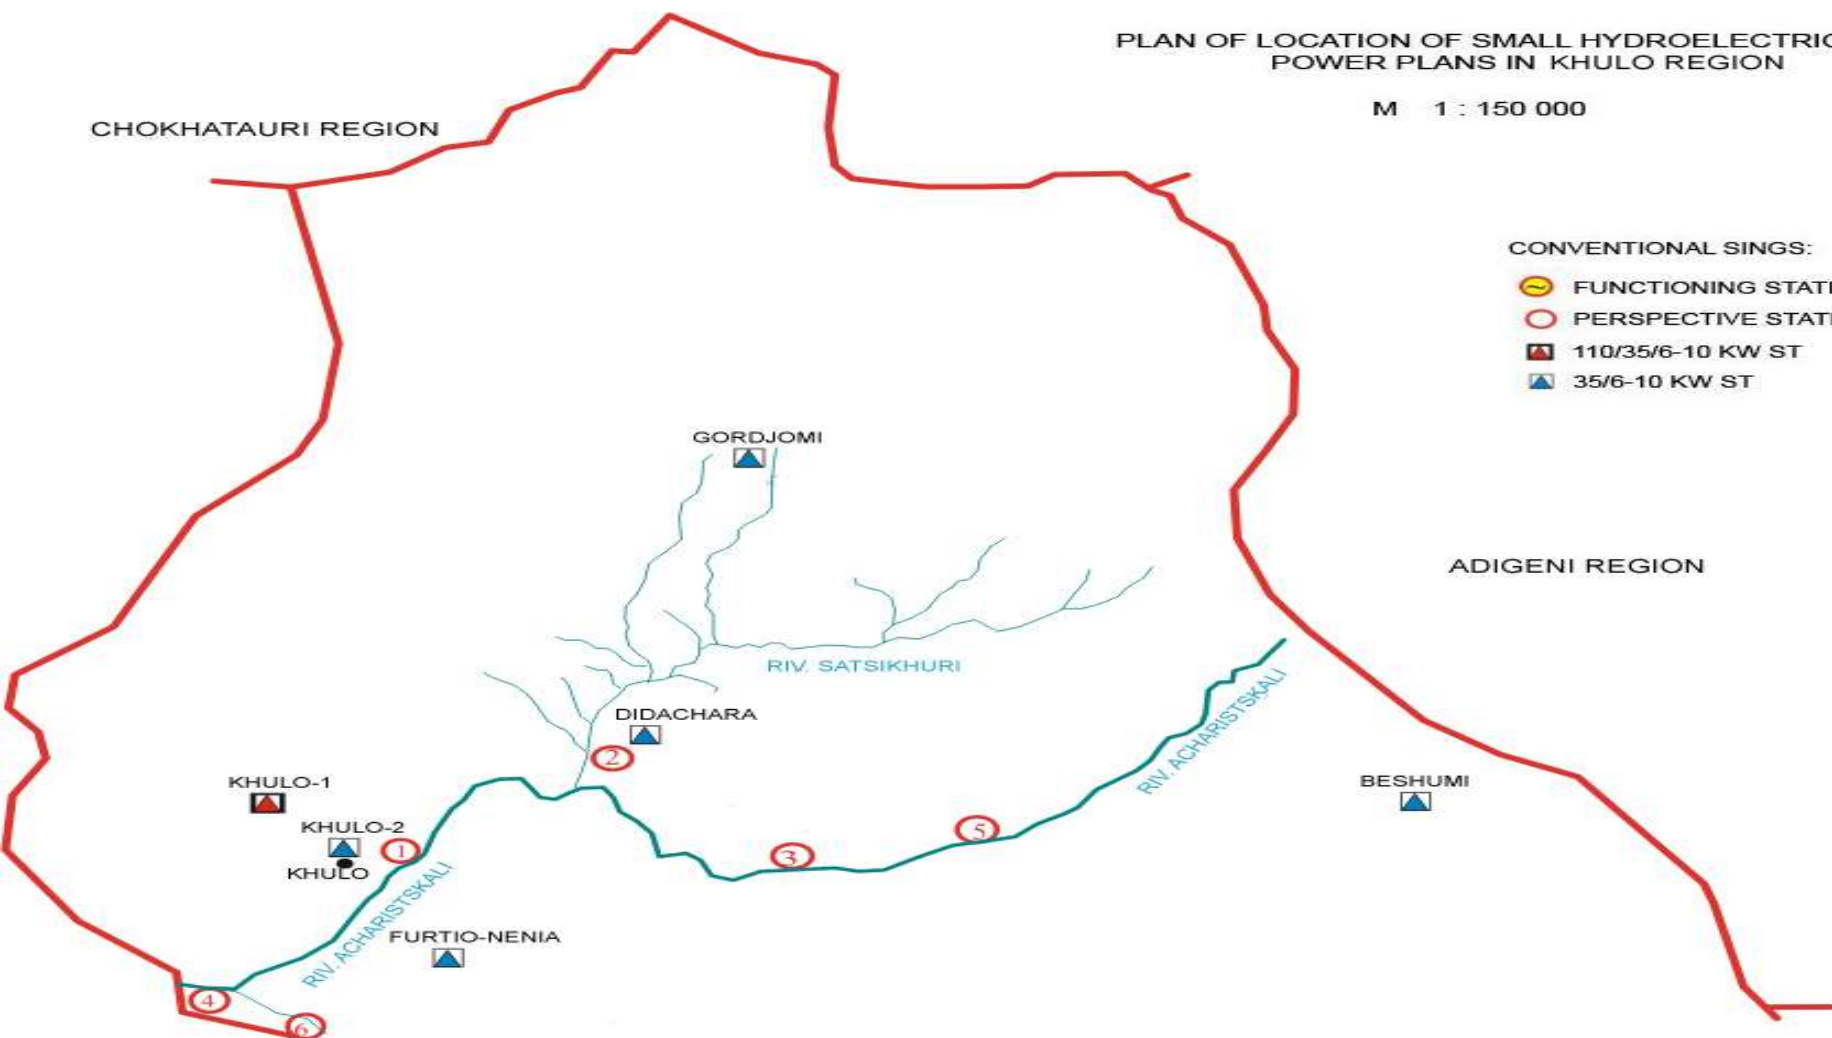 PLAN OF LOCATION OF SMALL HYDROELECTRIC
POWER PLANS IN KHULO REGION
M 1 : 150 000
CHOKHATAURI REGION
CONVENTIONAL SINGS:
FUNCTIONING STATI
PERSPECTIVE STATI
110/35/6-10 KW ST
35/6-10 KW ST
GORDJOMI
ADIGENI REGION
RIV. SATSIKHURI
RIV. ACHARISTSKALI
DIDACHARA
2
KHULO-1
BESHUMI
KHULO-2
1
5
3
KHULO
RIV. ACHARISTSKALI
FURTIO-NENIA
4
6